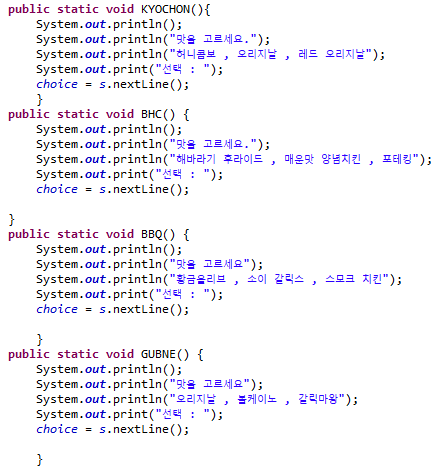 public static void KYOCHON(){
System.out.println();
System.out.println("맛을 고르세요.");
System.out.println("허니콤보 , 오리지날 , 레드 오리지날");
System.out.print("선택 : ");
choice = s.nextLine();
}
public static void BHC() {
System.out.println();
System.out.println("맛을 고르세요.");
System.out.println("해바라기 후라이드 , 매운맛 양념치킨 , 포테킹");
System.out.print("선택 : ");
choice = s.nextLine();
}
public static void BBQ() {
System.out.println();
System.out.println("맛을 고르세요");
System.out.println("황금올리브 , 소이 갈릭스 , 스모크 치킨");
System.out.print("선택 : ");
choice = s.nextLine();
}
public static void GUBNE() {
System.out.println();
System.out.println("맛을 고르세요");
System.out.println("오리지날 , 볼케이노 , 갈릭마왕");
System.out.print("선택 : ");
choice = s.nextLine();
}